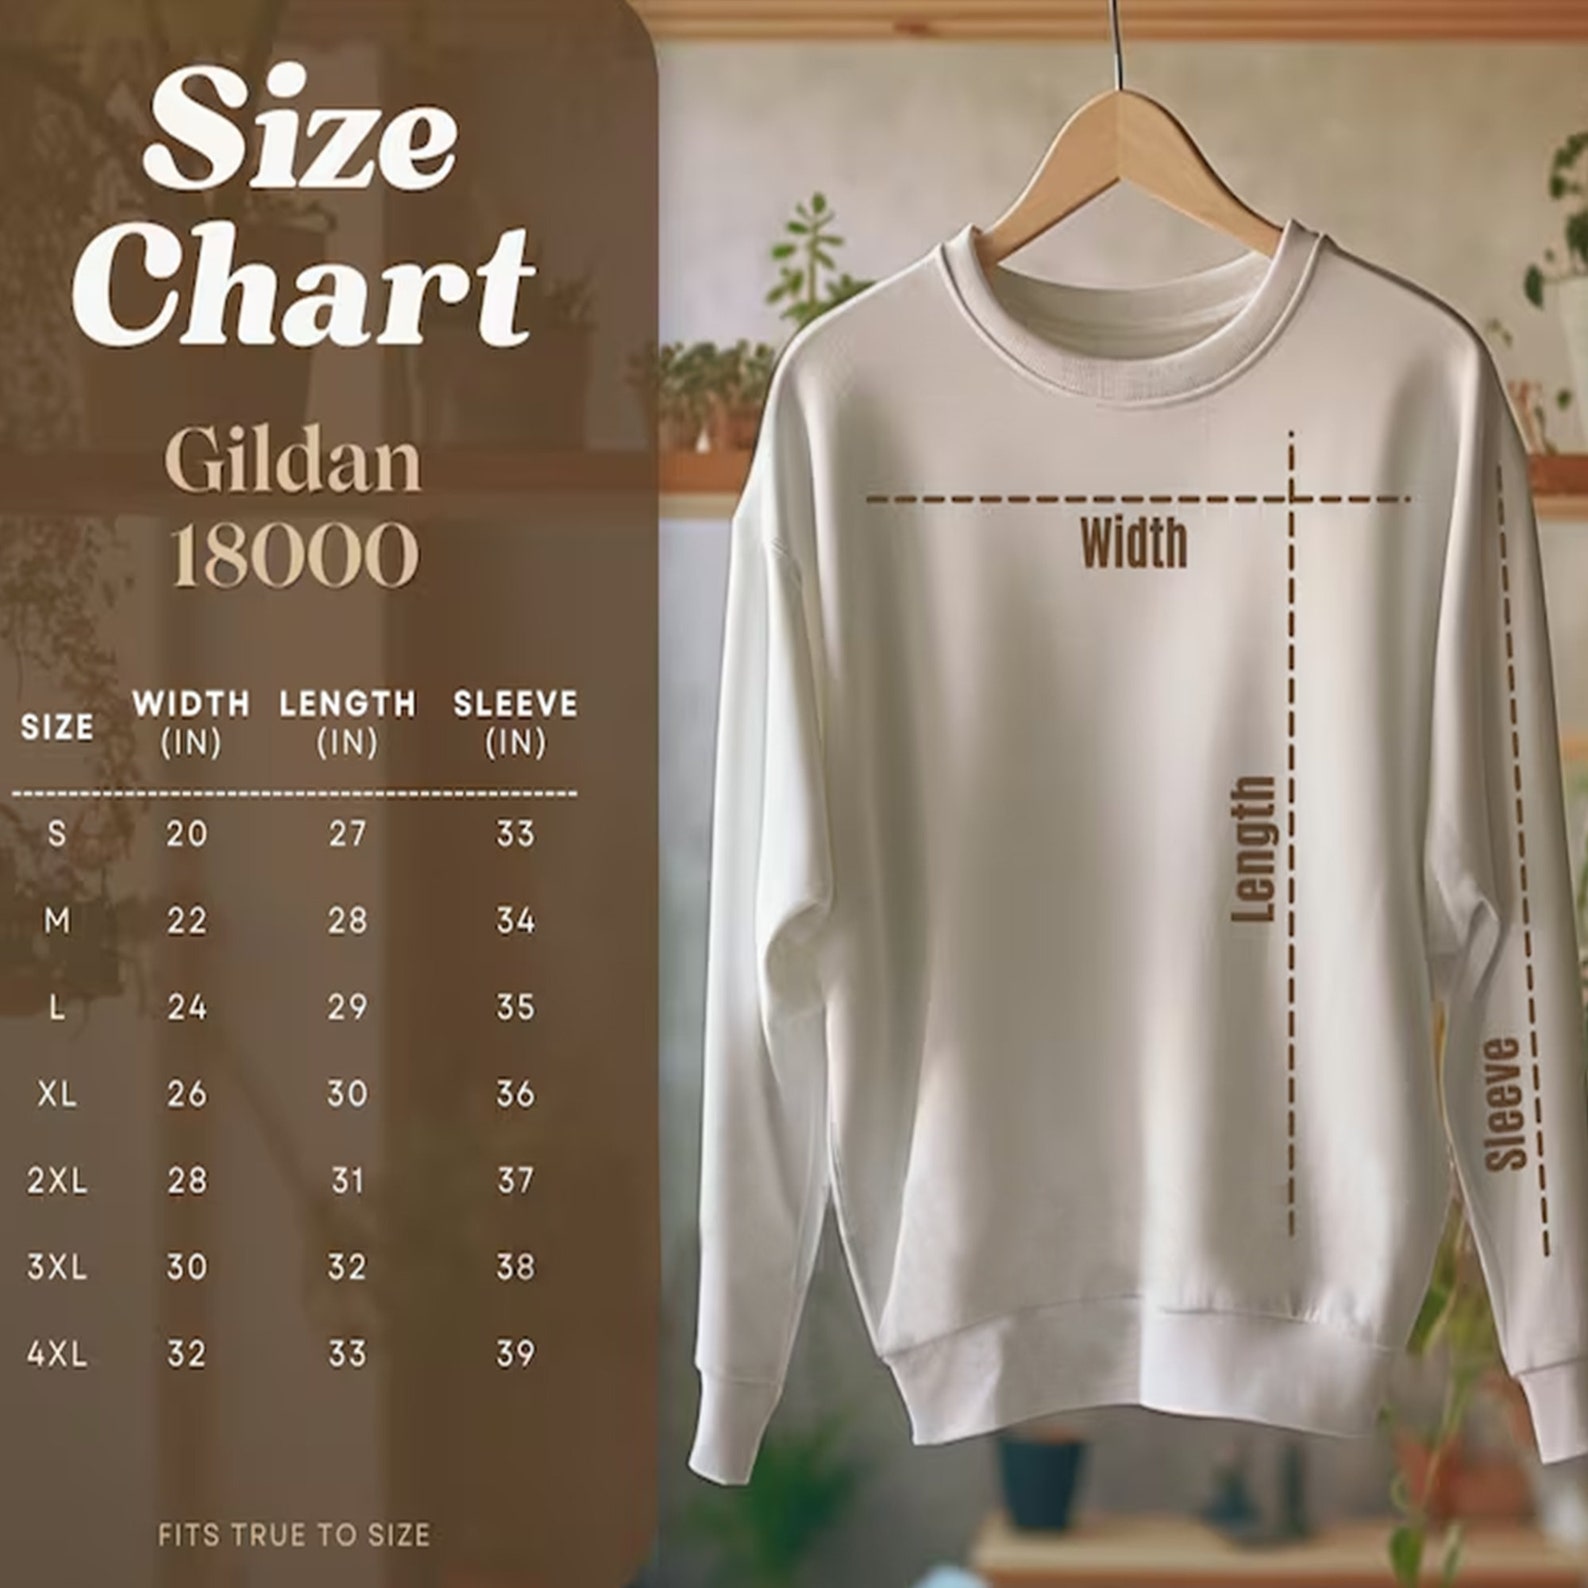 Size
Chart
Gildan
18000
SIZE WIDTH (IN) LENGTH (IN) SLEEVE (IN)
S 20 27 33
M 22 28 34
L 24 29 35
XL 26 30 36
2XL 28 31 37
3XL 30 32 38
4XL 32 33 39
FITS TRUE TO SIZE
Width
Length
Sleeve